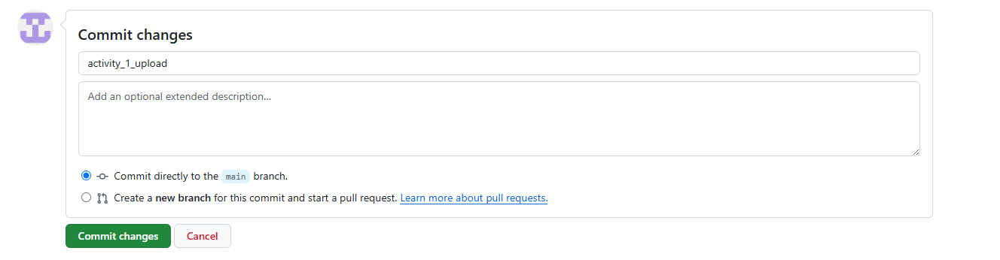 Commit changes
activity_1_upload
Add an optional extended description...
Commit directly to the main branch.
Create a new branch for this commit and start a pull request. Learn more about pull requests.
Commit changes Cancel